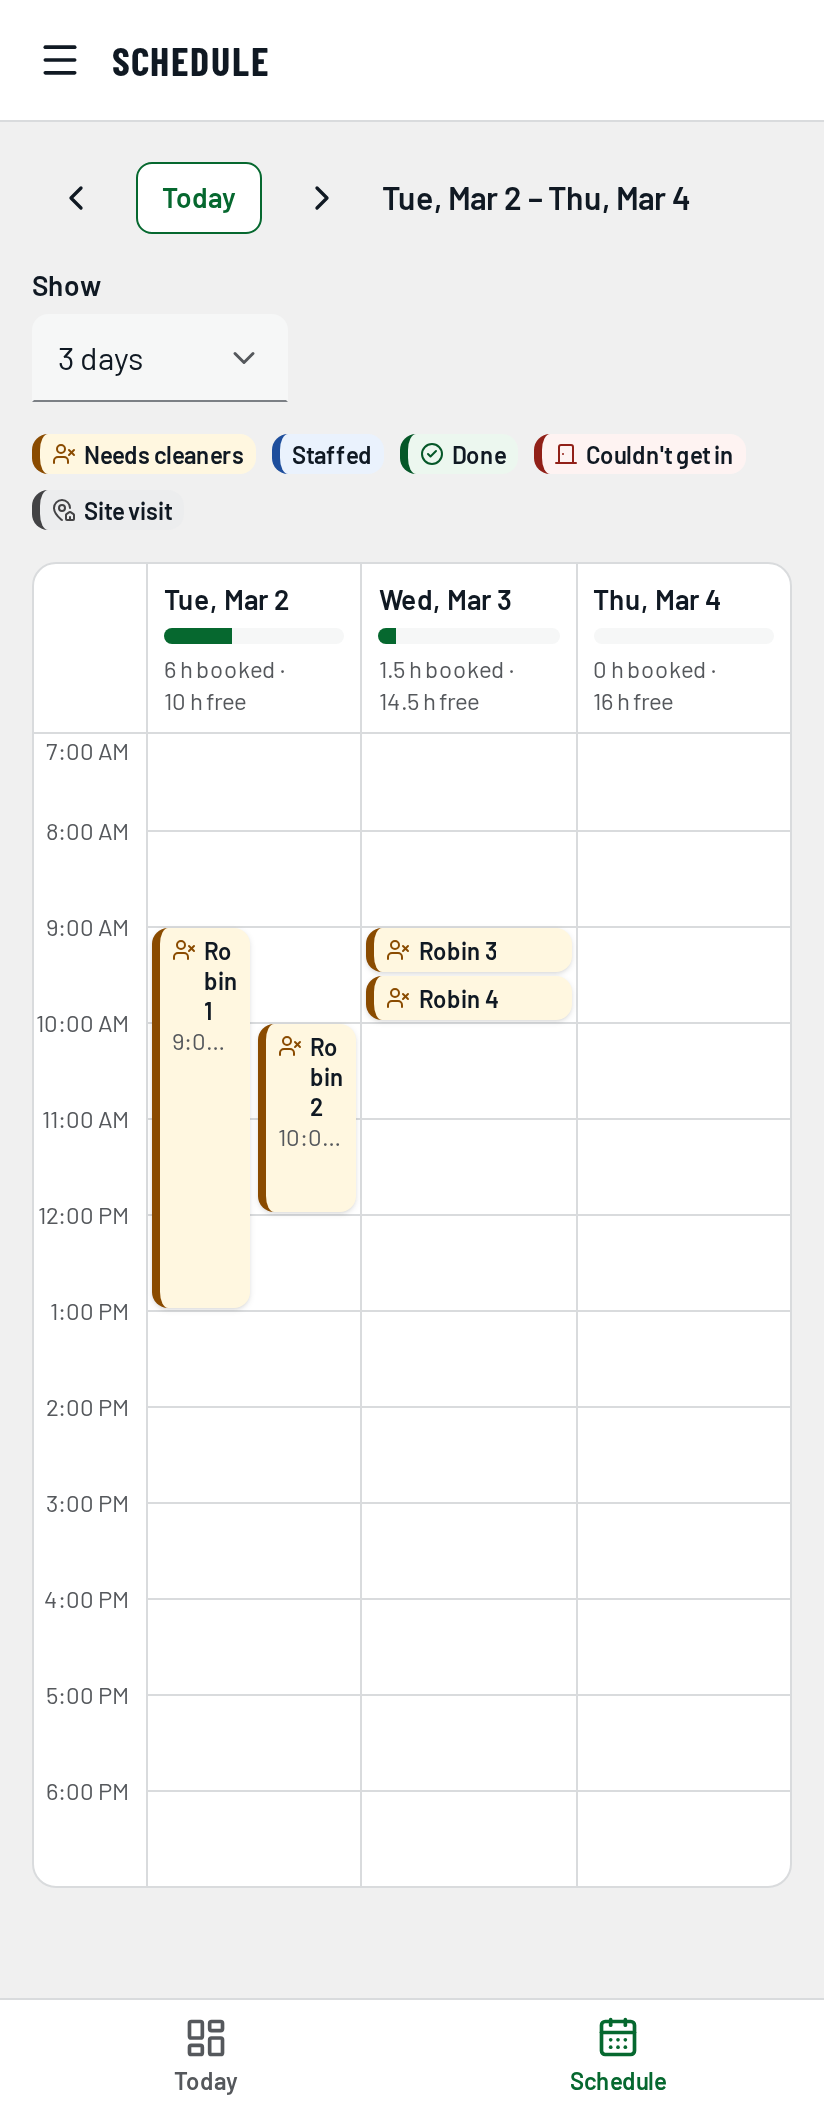 SCHEDULE
Today
Tue, Mar 2 – Thu, Mar 4
Show
3 days
Needs cleaners
Staffed
Done
Couldn't get in
Site visit
Tue, Mar 2
Wed, Mar 3
Thu, Mar 4
6 h booked ·
10 h free
1.5 h booked ·
14.5 h free
0 h booked ·
16 h free
7:00 AM
8:00 AM
9:00 AM
Ro
bin
1
9:0...
Robin 3
Robin 4
10:00 AM
Ro
bin
2
10:0...
11:00 AM
12:00 PM
1:00 PM
2:00 PM
3:00 PM
4:00 PM
5:00 PM
6:00 PM
Today
Schedule